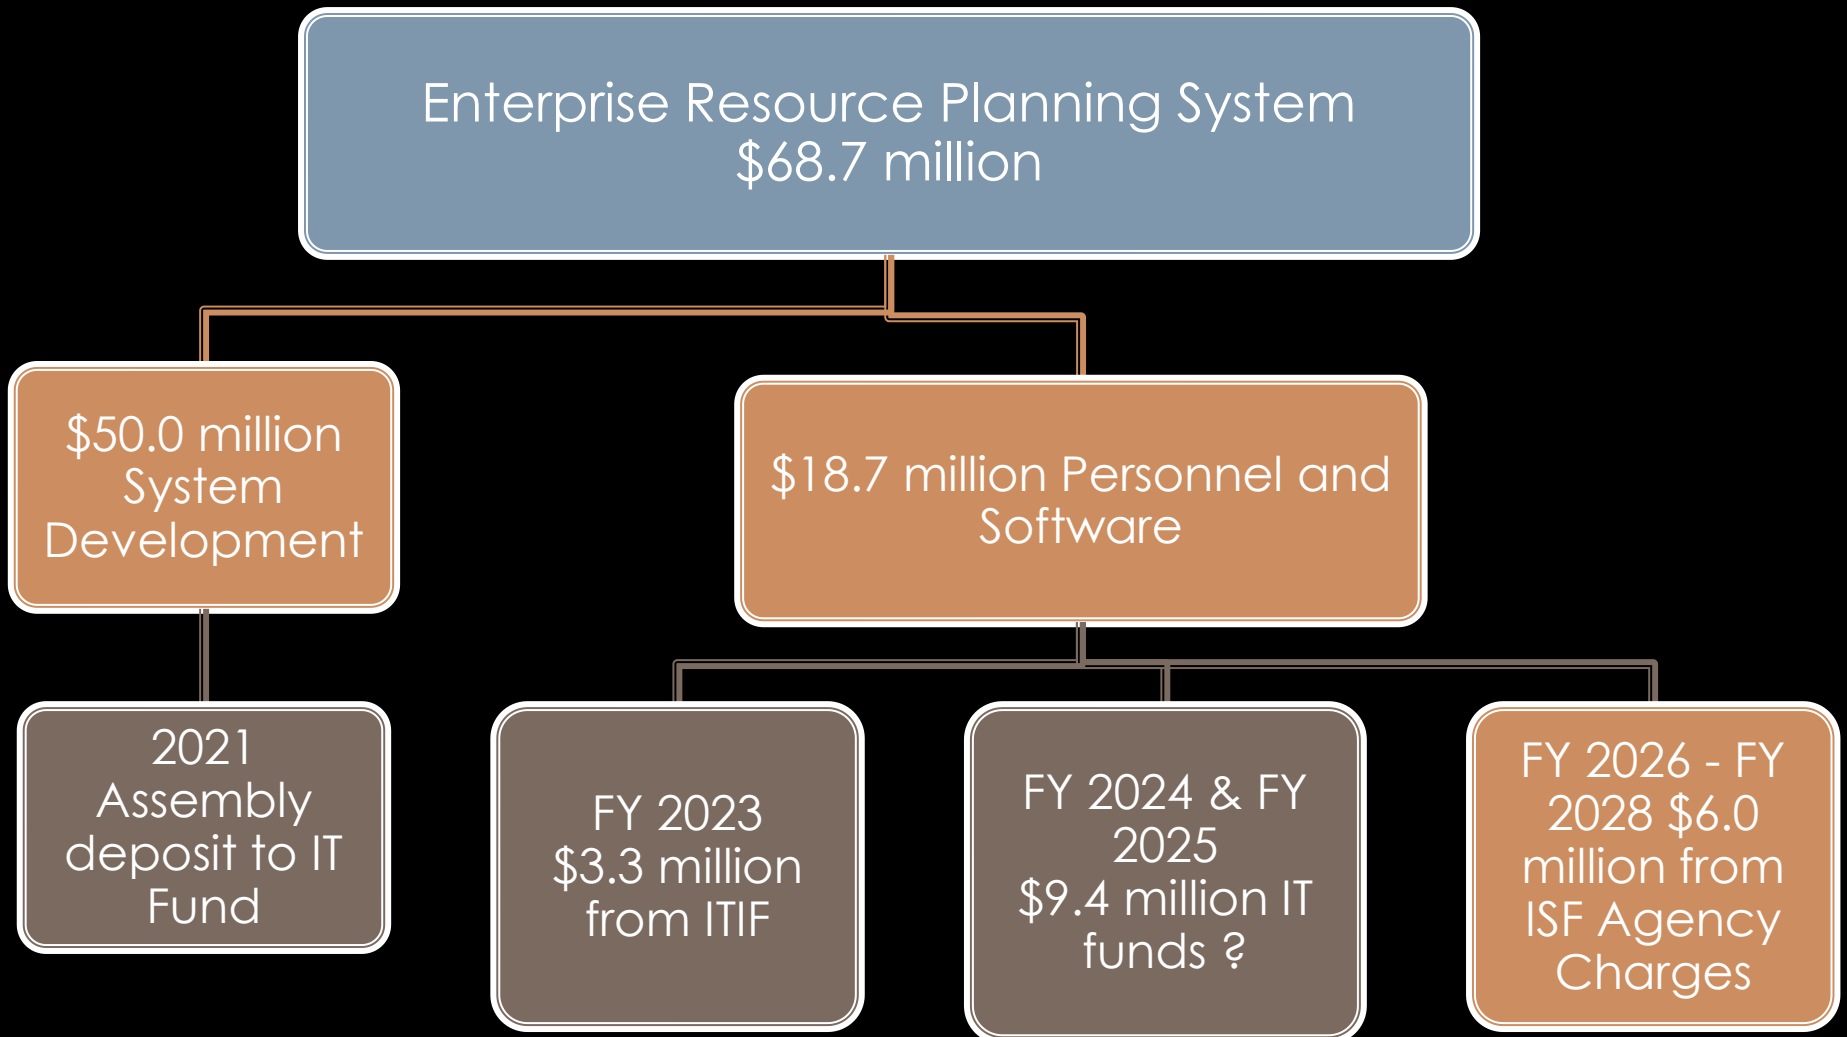 Enterprise Resource Planning System
$68.7 million
$50.0 million
System
Development
$18.7 million Personnel and
Software
2021
Assembly
deposit to IT
Fund
FY 2023
$3.3 million
from ITIF
FY 2024 & FY
2025
$9.4 million IT
funds ?
FY 2026 - FY
2028 $6.0
million from
ISF Agency
Charges